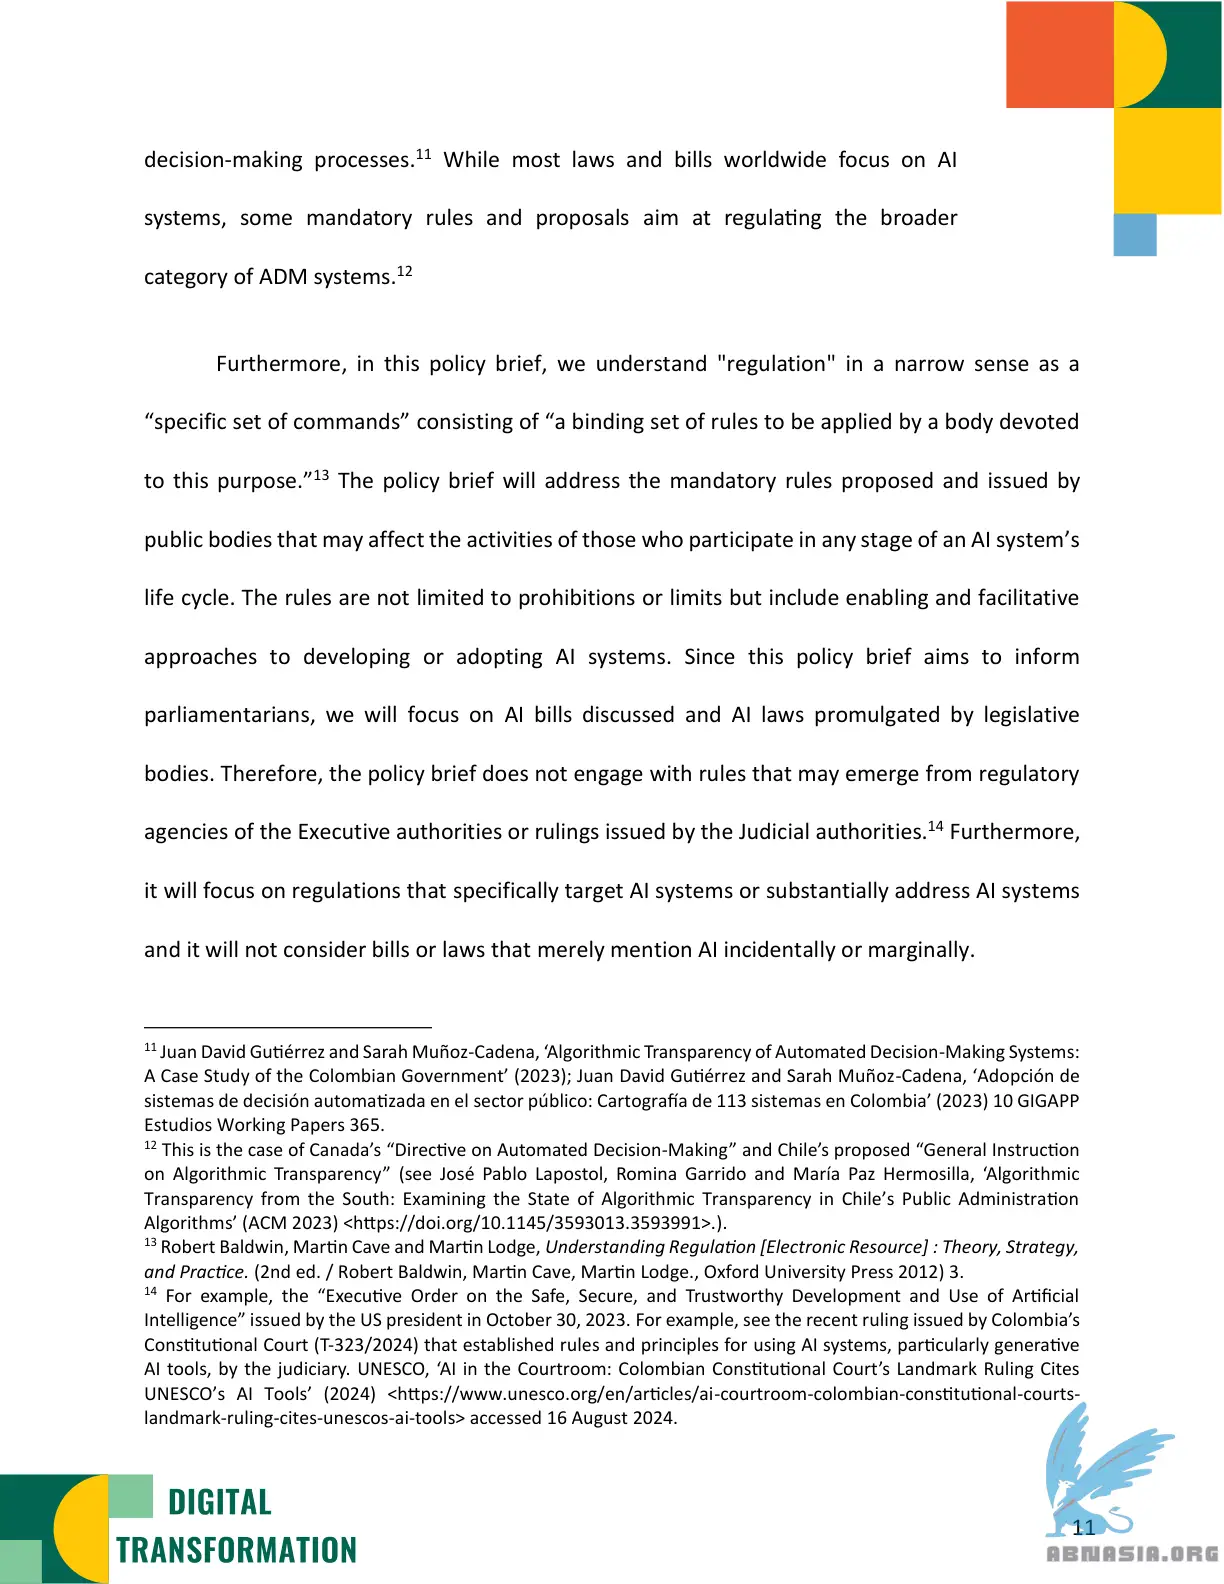 decision-making processes.11 While most laws and bills worldwide focus on AI
systems, some mandatory rules and proposals aim at regulating the broader
category of ADM systems.12
Furthermore, in this policy brief, we understand "regulation" in a narrow sense as a
“specific set of commands” consisting of “a binding set of rules to be applied by a body devoted
to this purpose.”13 The policy brief will address the mandatory rules proposed and issued by
public bodies that may affect the activities of those who participate in any stage of an AI system’s
life cycle. The rules are not limited to prohibitions or limits but include enabling and facilitative
approaches to developing or adopting AI systems. Since this policy brief aims to inform
parliamentarians, we will focus on AI bills discussed and AI laws promulgated by legislative
bodies. Therefore, the policy brief does not engage with rules that may emerge from regulatory
agencies of the Executive authorities or rulings issued by the Judicial authorities.14 Furthermore,
it will focus on regulations that specifically target AI systems or substantially address AI systems
and it will not consider bills or laws that merely mention AI incidentally or marginally.
11 Juan David Gutiérrez and Sarah Muñoz-Cadena, ‘Algorithmic Transparency of Automated Decision-Making Systems:
A Case Study of the Colombian Government’ (2023); Juan David Gutiérrez and Sarah Muñoz-Cadena, ‘Adopción de
sistemas de decisión automatizada en el sector público: Cartografía de 113 sistemas en Colombia’ (2023) 10 GIGAPP
Estudios Working Papers 365.
12 This is the case of Canada’s “Directive on Automated Decision-Making” and Chile’s proposed “General Instruction
on Algorithmic Transparency” (see José Pablo Lapostol, Romina Garrido and María Paz Hermosilla, ‘Algorithmic
Transparency from the South: Examining the State of Algorithmic Transparency in Chile’s Public Administration
Algorithms’ (ACM 2023) <https://doi.org/10.1145/3593013.3593991>.).
13 Robert Baldwin, Martin Cave and Martin Lodge, Understanding Regulation [Electronic Resource] : Theory, Strategy,
and Practice. (2nd ed. / Robert Baldwin, Martin Cave, Martin Lodge., Oxford University Press 2012) 3.
14 For example, the “Executive Order on the Safe, Secure, and Trustworthy Development and Use of Artificial
Intelligence” issued by the US president in October 30, 2023. For example, see the recent ruling issued by Colombia’s
Constitutional Court (T-323/2024) that established rules and principles for using AI systems, particularly generative
AI tools, by the judiciary. UNESCO, ‘AI in the Courtroom: Colombian Constitutional Court’s Landmark Ruling Cites
UNESCO’s AI Tools’ (2024) <https://www.unesco.org/en/articles/ai-courtroom-colombian-constitutional-courts-
landmark-ruling-cites-unescos-ai-tools> accessed 16 August 2024.
DIGITAL
TRANSFORMATION
11
ABNASIA.ORG